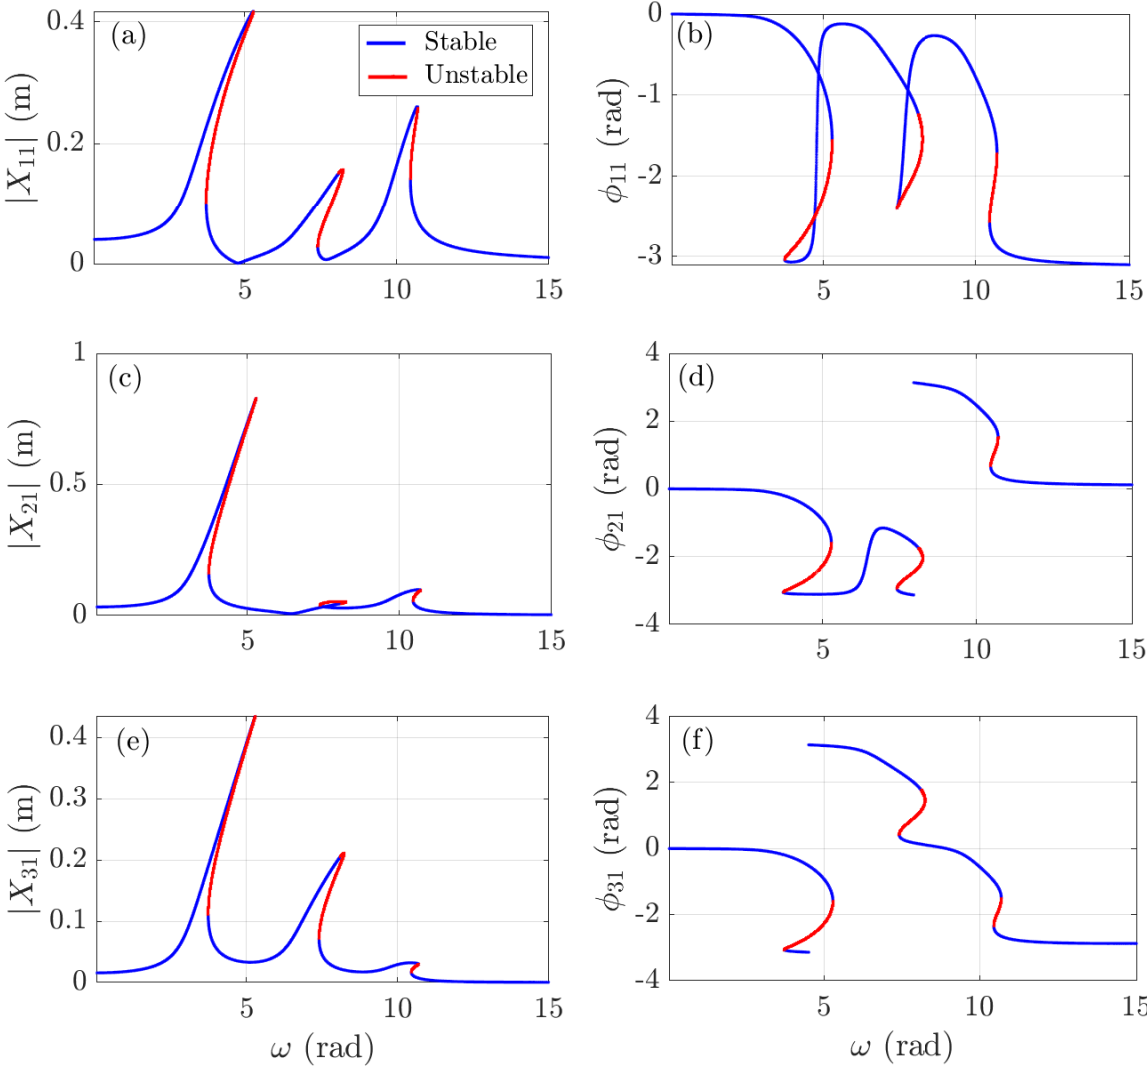 (a)
Stable
Unstable
|X₁₁| (m)
0.4
0.2
0
5
10
15
(b)
ϕ₁₁ (rad)
0
-1
-2
-3
5
10
15
(c)
|X₂₁| (m)
1
0.5
0
5
10
15
(d)
ϕ₂₁ (rad)
4
2
0
-2
-4
5
10
15
(e)
|X₃₁| (m)
0.4
0.3
0.2
0.1
0
5
10
15
ω (rad)
(f)
ϕ₃₁ (rad)
4
2
0
-2
-4
5
10
15
ω (rad)